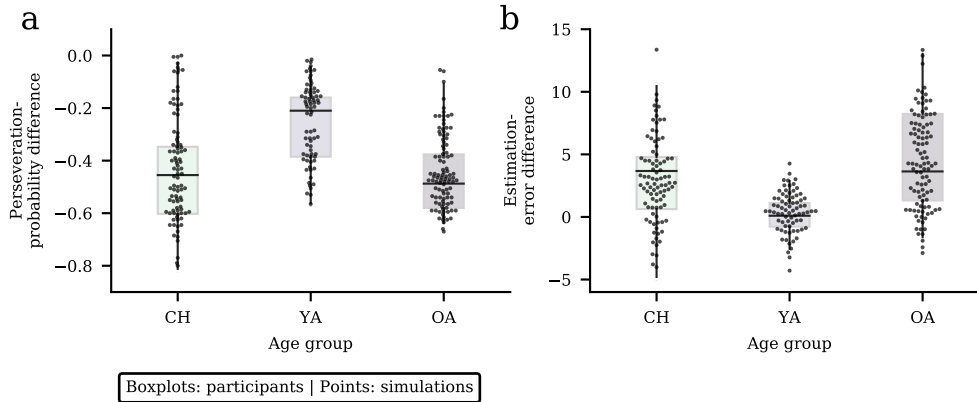 a
Perseveration-
probability difference
0.0
−0.2
−0.4
−0.6
−0.8
CH
YA
OA
Age group
b
Estimation-
error difference
15
10
5
0
−5
CH
YA
OA
Age group
Boxplots: participants | Points: simulations